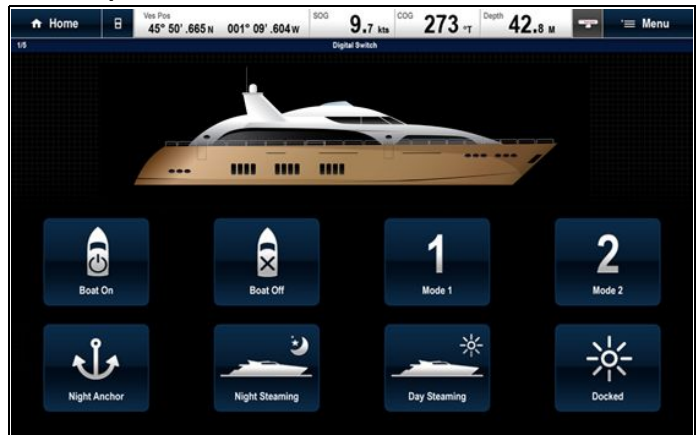 Home
Ves Pos
45° 50' .665 N 001° 09' .604 W
SOG
9.7 kts
COG
273 °T
Depth
42.8 M
Menu
1/5
Digital Switch
Boat On
Boat Off
1
Mode 1
2
Mode 2
Night Anchor
Night Steaming
Day Steaming
Docked